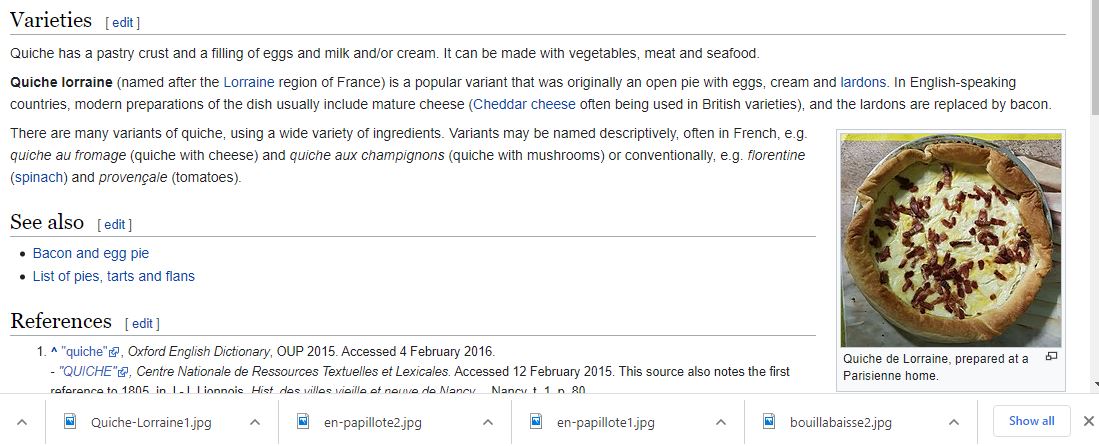 Varieties [ edit ]
Quiche has a pastry crust and a filling of eggs and milk and/or cream. It can be made with vegetables, meat and seafood.
Quiche lorraine (named after the Lorraine region of France) is a popular variant that was originally an open pie with eggs, cream and lardons. In English-speaking
countries, modern preparations of the dish usually include mature cheese (Cheddar cheese often being used in British varieties), and the lardons are replaced by bacon.
There are many variants of quiche, using a wide variety of ingredients. Variants may be named descriptively, often in French, e.g.
quiche au fromage (quiche with cheese) and quiche aux champignons (quiche with mushrooms) or conventionally, e.g. florentine
(spinach) and provençale (tomatoes).
Quiche de Lorraine, prepared at a
Parisienne home.
See also [ edit ]
• Bacon and egg pie
• List of pies, tarts and flans
References [ edit ]
1. ^ "quiche", Oxford English Dictionary, OUP 2015. Accessed 4 February 2016.
- "QUICHE", Centre Nationale de Ressources Textuelles et Lexicales. Accessed 12 February 2015. This source also notes the first
reference to 1805, in J-J Lionnois, Hist. des villes vieille et neuve de Nancy..., Nancy, t. 1, p. 80
Quiche-Lorraine1.jpg
en-papillote2.jpg
en-papillote1.jpg
bouillabaisse2.jpg
Show all